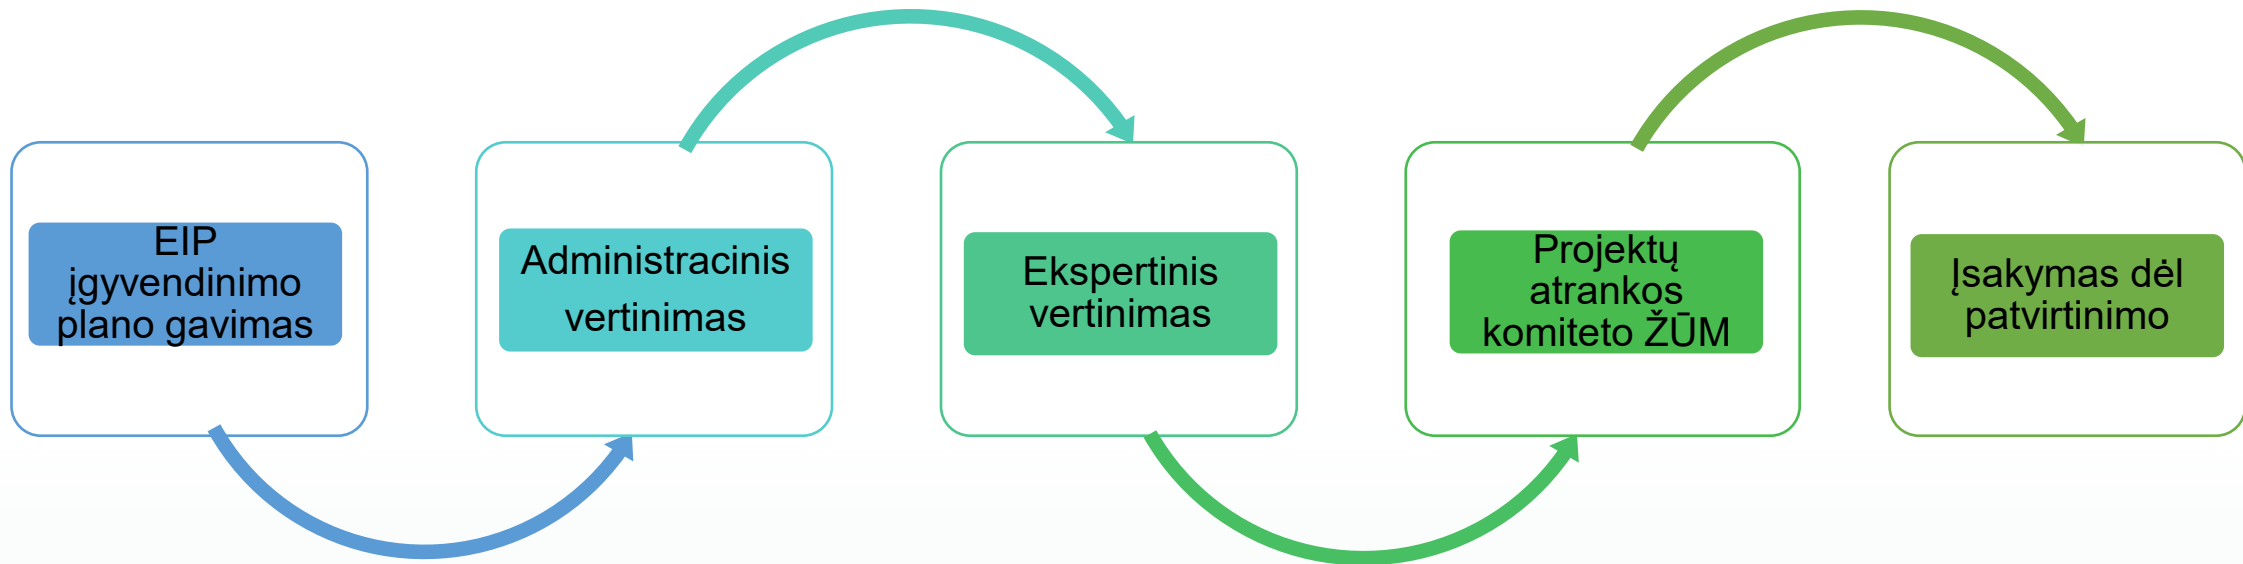 EIP
įgyvendinimo
plano gavimas
Administracinis
vertinimas
Ekspertinis
vertinimas
Projektų
atrankos
komiteto ŽŪM
Įsakymas dėl
patvirtinimo